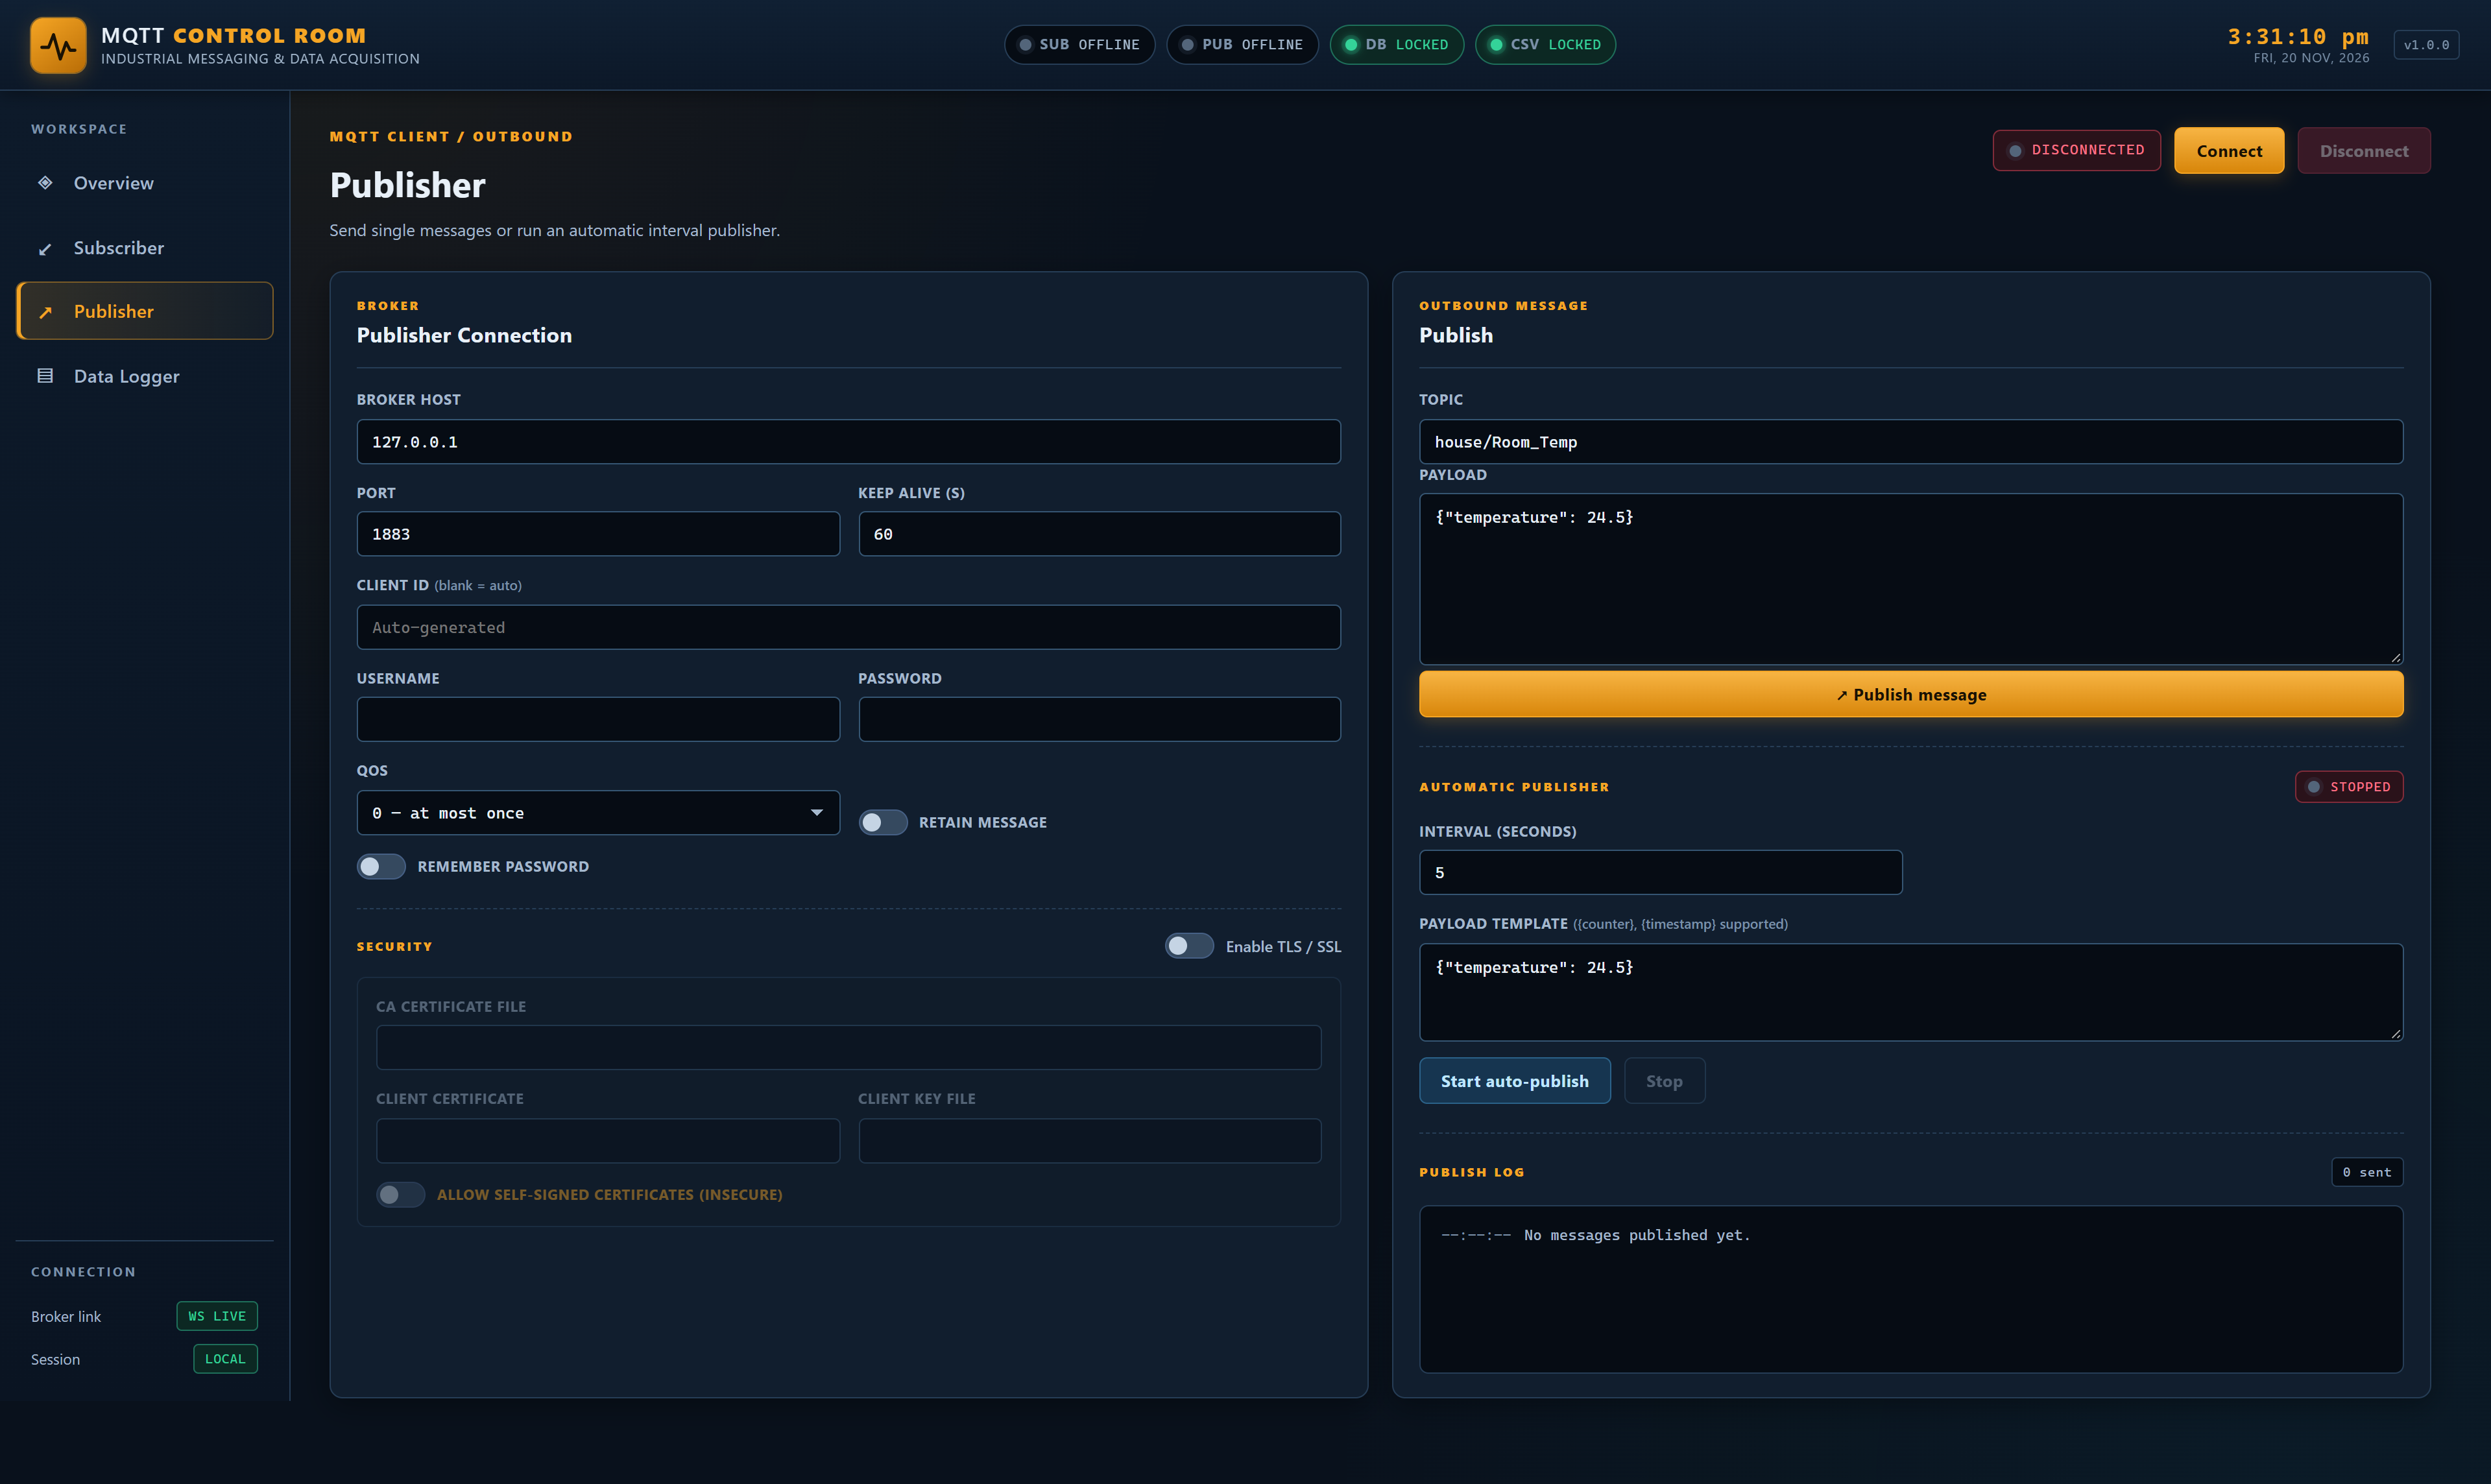 MQTT CONTROL ROOM
INDUSTRIAL MESSAGING & DATA ACQUISITION
SUB OFFLINE
PUB OFFLINE
DB LOCKED
CSV LOCKED
3:31:10 pm
FRI, 20 NOV, 2026
v1.0.0
WORKSPACE
Overview
Subscriber
Publisher
Data Logger
CONNECTION
Broker link WS LIVE
Session LOCAL
MQTT CLIENT / OUTBOUND
Publisher
Send single messages or run an automatic interval publisher.
DISCONNECTED
Connect
Disconnect
BROKER
Publisher Connection
BROKER HOST
127.0.0.1
PORT KEEP ALIVE (S)
1883 60
CLIENT ID (blank = auto)
Auto-generated
USERNAME PASSWORD
QOS
0 — at most once
RETAIN MESSAGE
REMEMBER PASSWORD
SECURITY
Enable TLS / SSL
CA CERTIFICATE FILE
CLIENT CERTIFICATE CLIENT KEY FILE
ALLOW SELF-SIGNED CERTIFICATES (INSECURE)
OUTBOUND MESSAGE
Publish
TOPIC
house/Room_Temp
PAYLOAD
{"temperature": 24.5}
↗ Publish message
AUTOMATIC PUBLISHER
STOPPED
INTERVAL (SECONDS)
5
PAYLOAD TEMPLATE ({counter}, {timestamp} supported)
{"temperature": 24.5}
Start auto-publish
Stop
PUBLISH LOG
0 sent
--:--:-- No messages published yet.